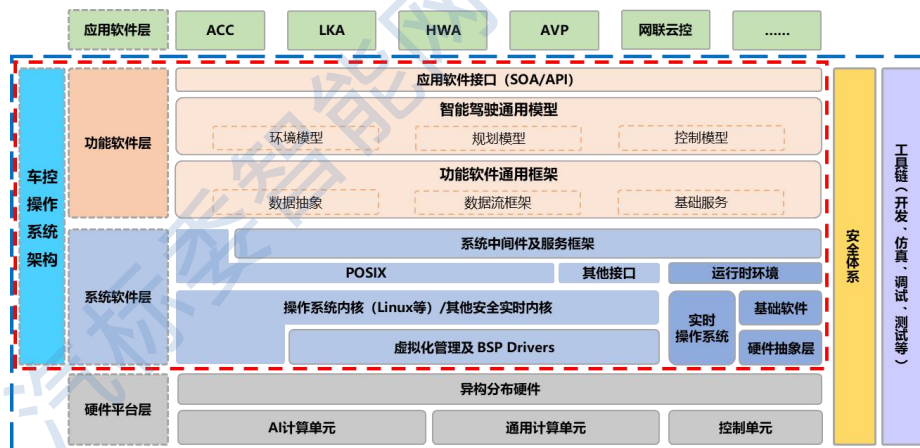 应用软件层
ACC
LKA
HWA
AVP
网联云控
......
车控
操作
系统
架构
功能软件层
应用软件接口（SOA/API）
智能驾驶通用模型
环境模型
规划模型
控制模型
功能软件通用框架
数据抽象
数据流框架
基础服务
系统软件层
系统中间件及服务框架
POSIX
其他接口
运行时环境
操作系统内核（Linux等）/其他安全实时内核
实时
操作系统
基础软件
虚拟化管理及 BSP Drivers
硬件抽象层
硬件平台层
异构分布硬件
AI计算单元
通用计算单元
控制单元
安全体系
工具链（开发、仿真、调试、测试等）
汽标委智能网